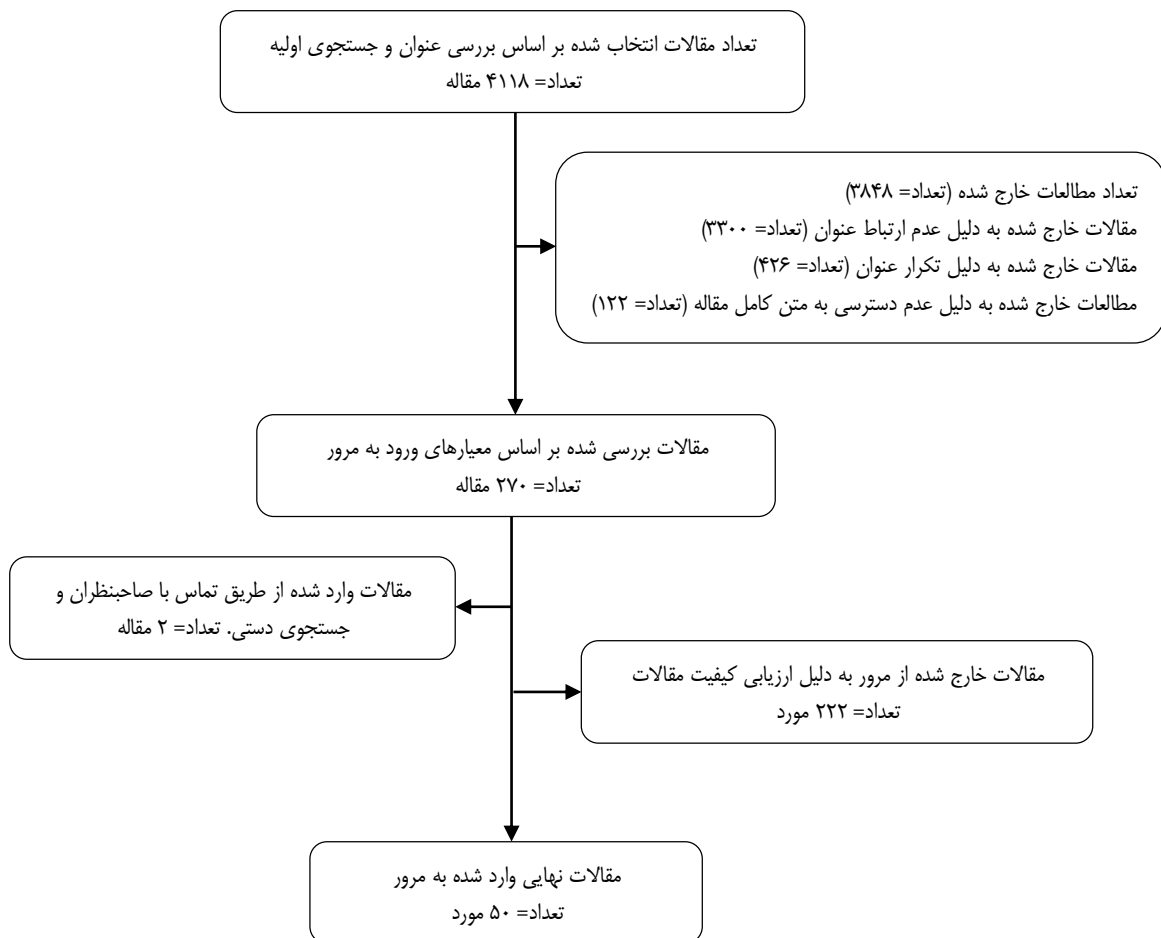 تعداد مقالات انتخاب شده بر اساس بررسی عنوان و جستجوی اولیه
تعداد= ۴۱۱۸ مقاله
تعداد مطالعات خارج شده (تعداد= ۳۸۴۸)
مقالات خارج شده به دلیل عدم ارتباط عنوان (تعداد= ۳۳۰۰)
مقالات خارج شده به دلیل تکرار عنوان (تعداد= ۴۲۶)
مطالعات خارج شده به دلیل عدم دسترسی به متن کامل مقاله (تعداد= ۱۲۲)
مقالات بررسی شده بر اساس معیارهای ورود به مرور
تعداد= ۲۷۰ مقاله
مقالات وارد شده از طریق تماس با صاحبنظران و
جستجوی دستی. تعداد= ۲ مقاله
مقالات خارج شده از مرور به دلیل ارزیابی کیفیت مقالات
تعداد= ۲۲۲ مورد
مقالات نهایی وارد شده به مرور
تعداد= ۵۰ مورد